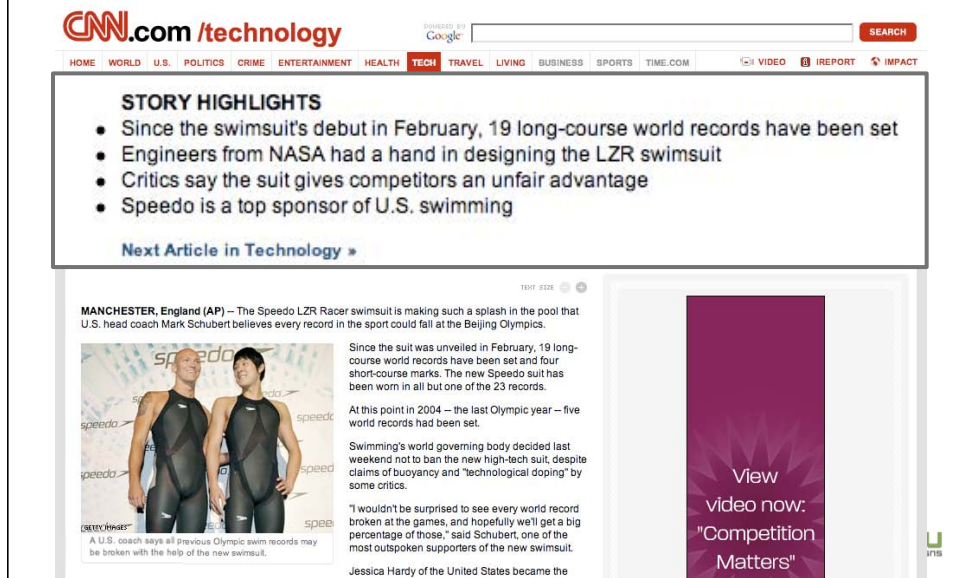 CNN.com /technology
POWERED BY
Google
SEARCH
HOME WORLD U.S. POLITICS CRIME ENTERTAINMENT HEALTH TECH TRAVEL LIVING BUSINESS SPORTS TIME.COM VIDEO IREPORT IMPACT
STORY HIGHLIGHTS
• Since the swimsuit's debut in February, 19 long-course world records have been set
• Engineers from NASA had a hand in designing the LZR swimsuit
• Critics say the suit gives competitors an unfair advantage
• Speedo is a top sponsor of U.S. swimming
Next Article in Technology »
TEXT SIZE
MANCHESTER, England (AP) -- The Speedo LZR Racer swimsuit is making such a splash in the pool that
U.S. head coach Mark Schubert believes every record in the sport could fall at the Beijing Olympics.
speedo
speedo
speedo
speedo
GETTY IMAGES
A U.S. coach says all previous Olympic swim records may
be broken with the help of the new swimsuit.
Since the suit was unveiled in February, 19 long-
course world records have been set and four
short-course marks. The new Speedo suit has
been worn in all but one of the 23 records.
At this point in 2004 -- the last Olympic year -- five
world records had been set.
Swimming's world governing body decided last
weekend not to ban the new high-tech suit, despite
claims of buoyancy and "technological doping" by
some critics.
"I wouldn't be surprised to see every world record
broken at the games, and hopefully we'll get a big
percentage of those," said Schubert, one of the
most outspoken supporters of the new swimsuit.
Jessica Hardy of the United States became the
View
video now:
"Competition
Matters"